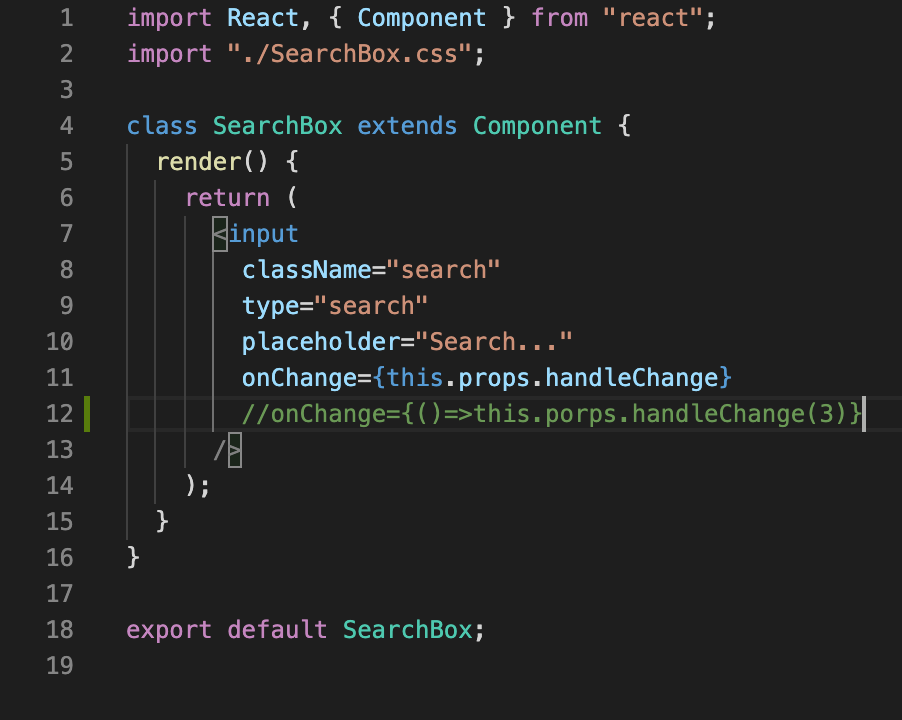 1 import React, { Component } from "react";
2 import "./SearchBox.css";
3
4 class SearchBox extends Component {
5 render() {
6 return (
7 <input
8 className="search"
9 type="search"
10 placeholder="Search..."
11 onChange={this.props.handleChange}
12 //onChange={()=>this.porps.handleChange(3)}
13 />
14 );
15 }
16 }
17
18 export default SearchBox;
19